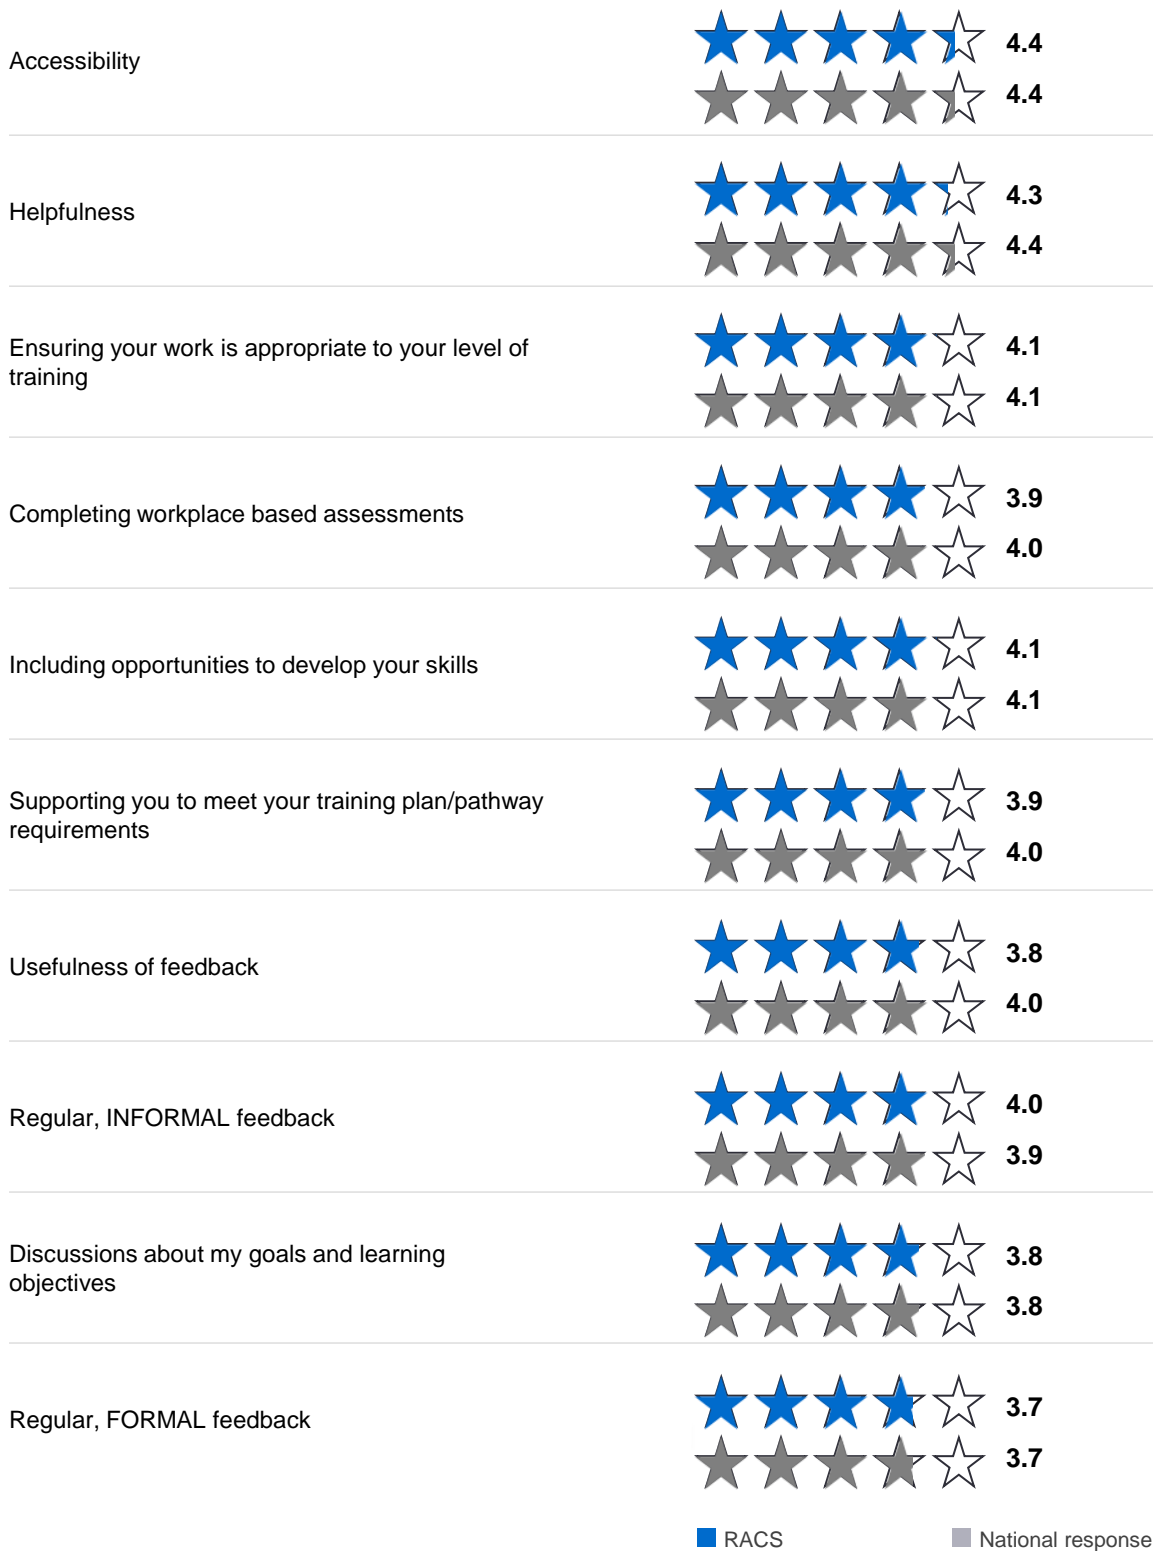 Accessibility
4.4
4.4
Helpfulness
4.3
4.4
Ensuring your work is appropriate to your level of
training
4.1
4.1
Completing workplace based assessments
3.9
4.0
Including opportunities to develop your skills
4.1
4.1
Supporting you to meet your training plan/pathway
requirements
3.9
4.0
Usefulness of feedback
3.8
4.0
Regular, INFORMAL feedback
4.0
3.9
Discussions about my goals and learning
objectives
3.8
3.8
Regular, FORMAL feedback
3.7
3.7
RACS National response